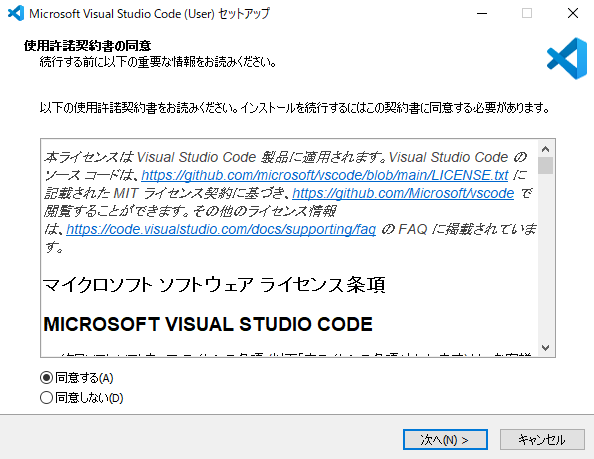 Microsoft Visual Studio Code (User) セットアップ
使用許諾契約書の同意
続行する前に以下の重要な情報をお読みください。
以下の使用許諾契約書をお読みください。インストールを続行するにはこの契約書に同意する必要があります。
本ライセンスは Visual Studio Code 製品に適用されます。Visual Studio Code の
ソース コードは、https://github.com/microsoft/vscode/blob/main/LICENSE.txt に
記載された MIT ライセンス契約に基づき、https://github.com/Microsoft/vscode で
閲覧することができます。その他のライセンス情報
は、https://code.visualstudio.com/docs/supporting/faq の FAQ に掲載されていま
す。
マイクロソフト ソフトウェア ライセンス条項
MICROSOFT VISUAL STUDIO CODE
同意する(A)
同意しない(D)
次へ(N) >
キャンセル